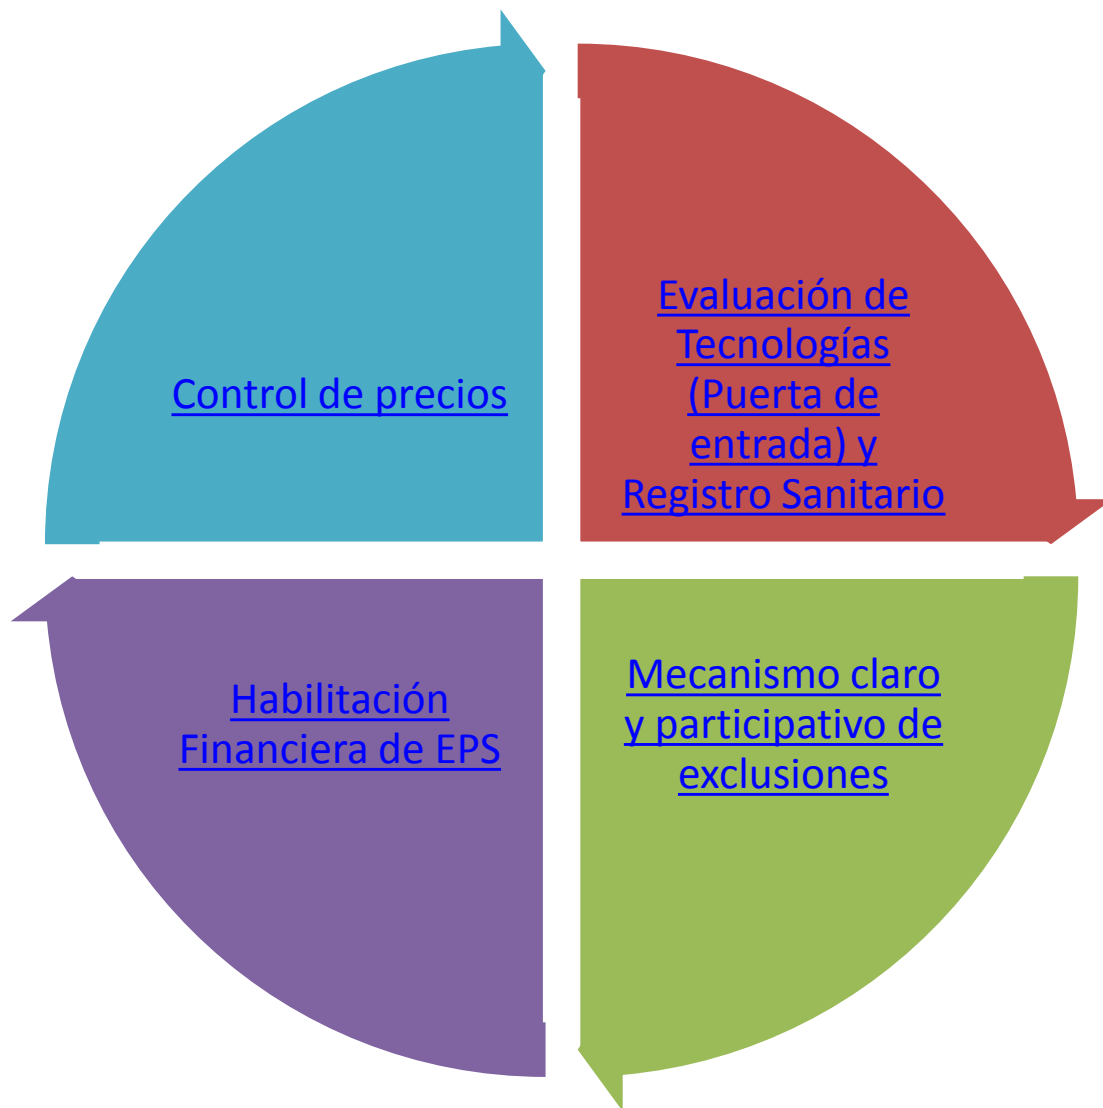 Control de precios
Evaluación de
Tecnologías
(Puerta de
entrada) y
Registro Sanitario
Habilitación
Financiera de EPS
Mecanismo claro
y participativo de
exclusiones